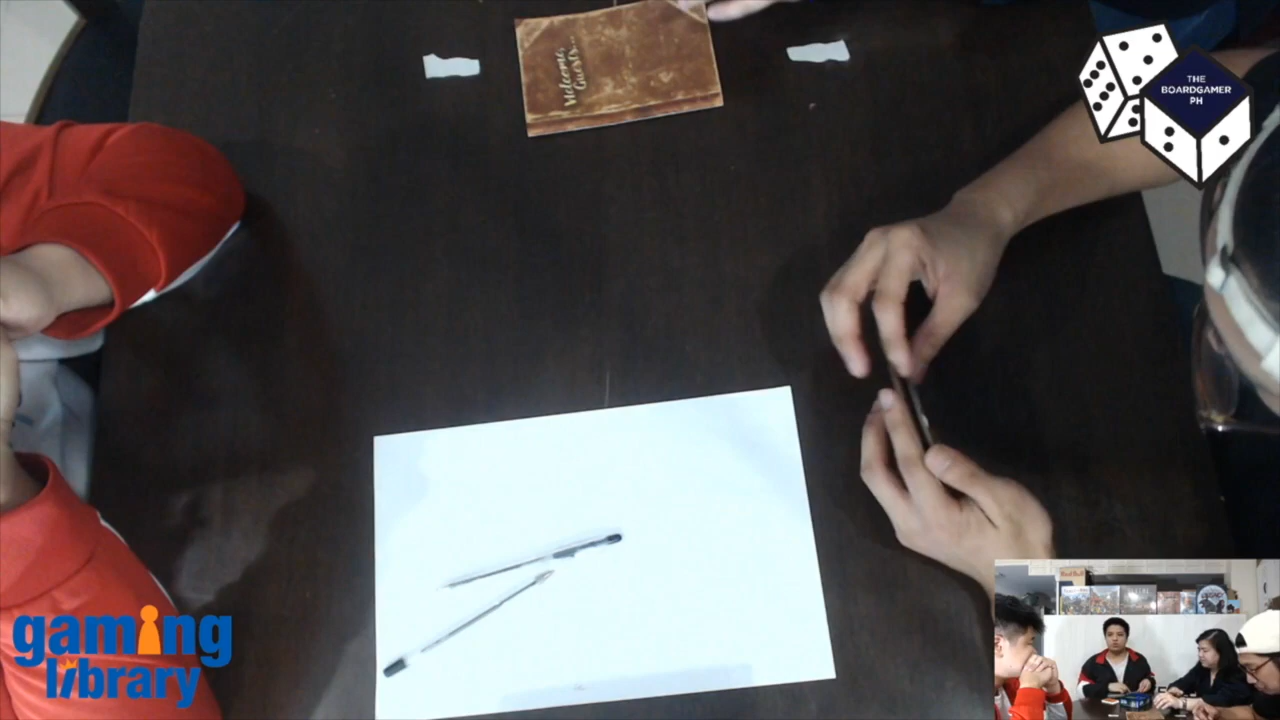 Welcome,
Guests...
THE
BOARDGAMER
PH
gaming
library